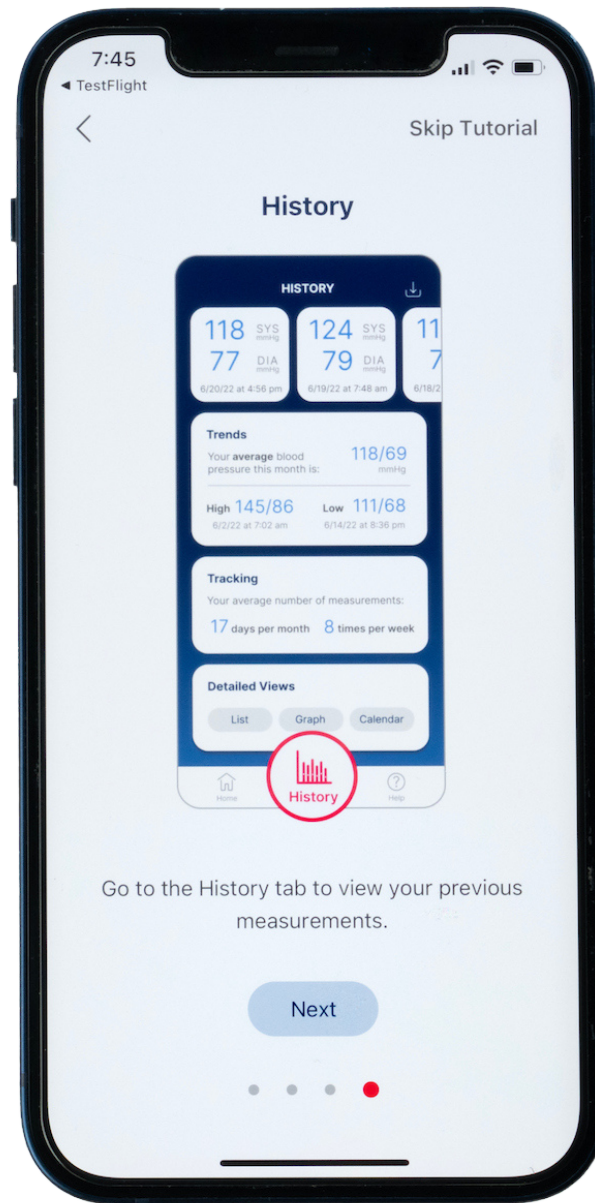 7:45
◀ TestFlight
Skip Tutorial
History
HISTORY
118 SYS mmHg
77 DIA mmHg
6/20/22 at 4:56 pm
124 SYS mmHg
79 DIA mmHg
6/19/22 at 7:48 am
11
7
6/18/2
Trends
Your average blood
pressure this month is:
118/69
mmHg
High 145/86
6/2/22 at 7:02 am
Low 111/68
6/14/22 at 8:36 pm
Tracking
Your average number of measurements:
17 days per month 8 times per week
Detailed Views
List Graph Calendar
Home
History
? Help
Go to the History tab to view your previous
measurements.
Next